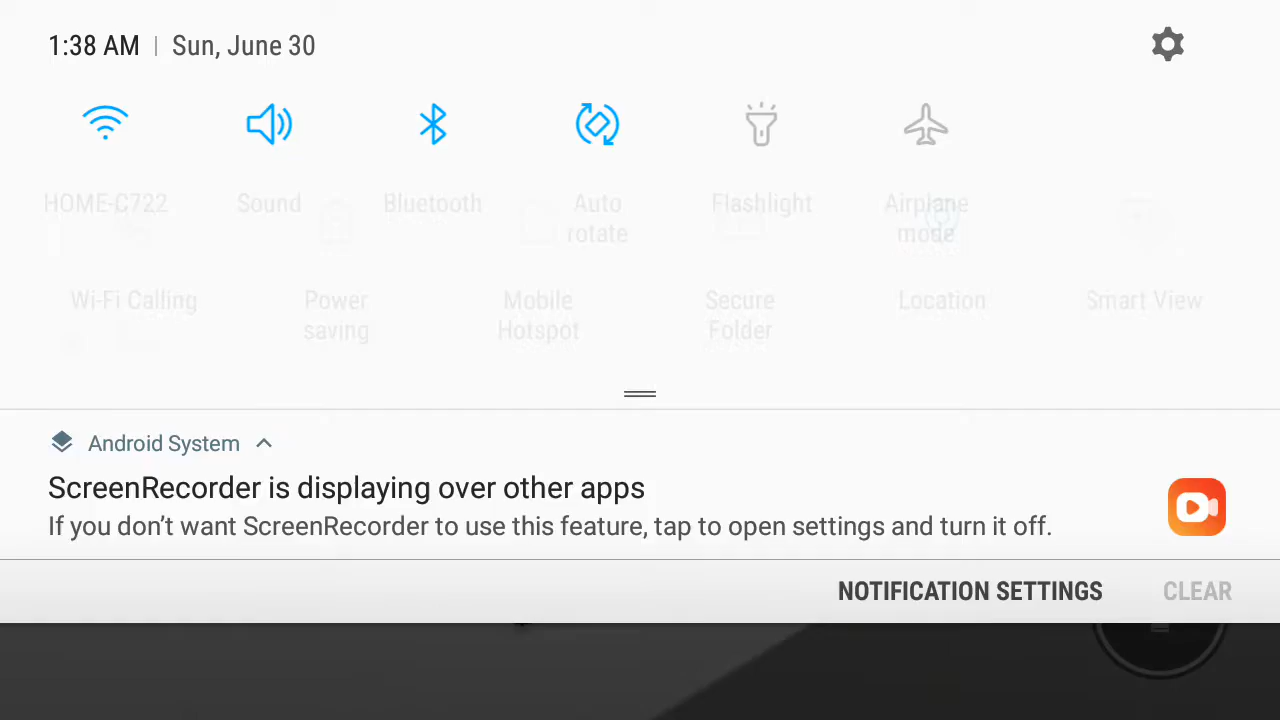 1:38 AM | Sun, June 30
HOME-C722 Sound Bluetooth Auto rotate Flashlight Airplane mode
Wi-Fi Calling Power saving Mobile Hotspot Secure Folder Location Smart View
Android System
ScreenRecorder is displaying over other apps
If you don’t want ScreenRecorder to use this feature, tap to open settings and turn it off.
NOTIFICATION SETTINGS CLEAR